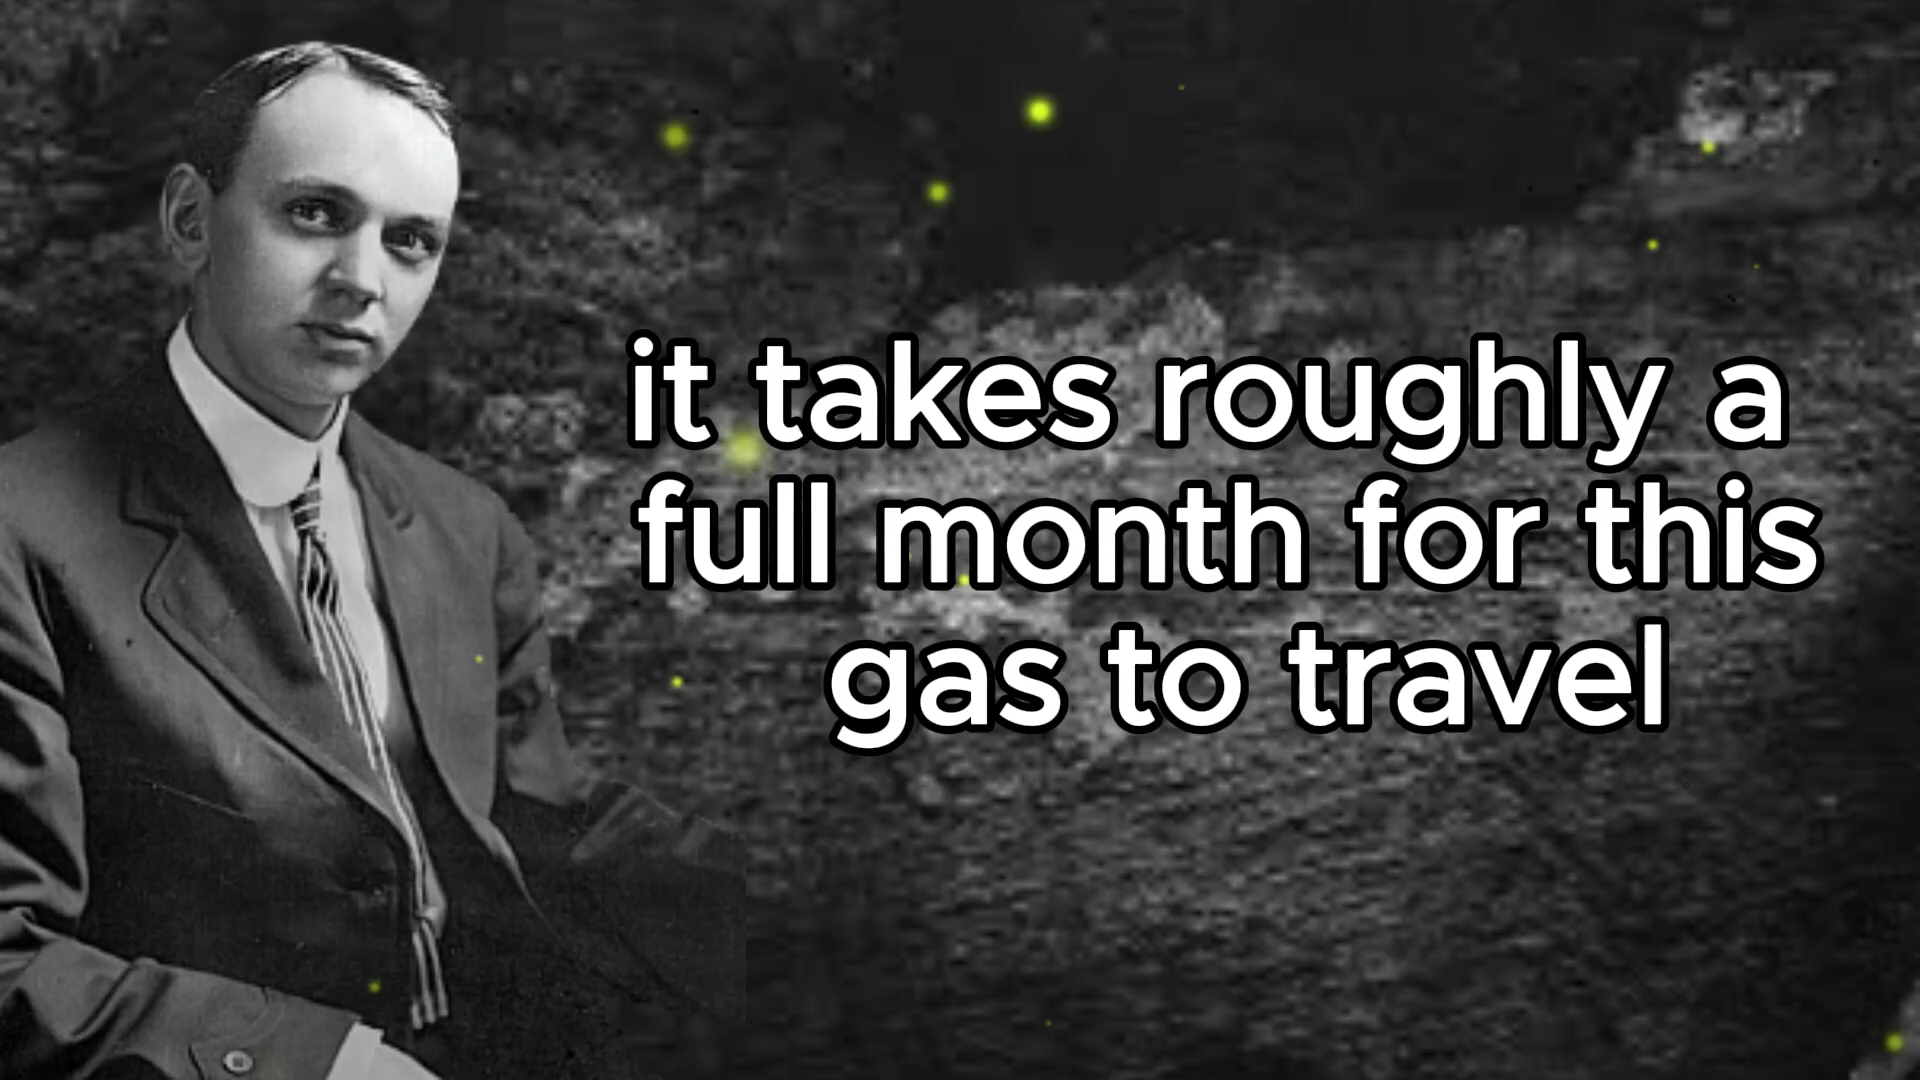 it takes roughly a
full month for this
gas to travel